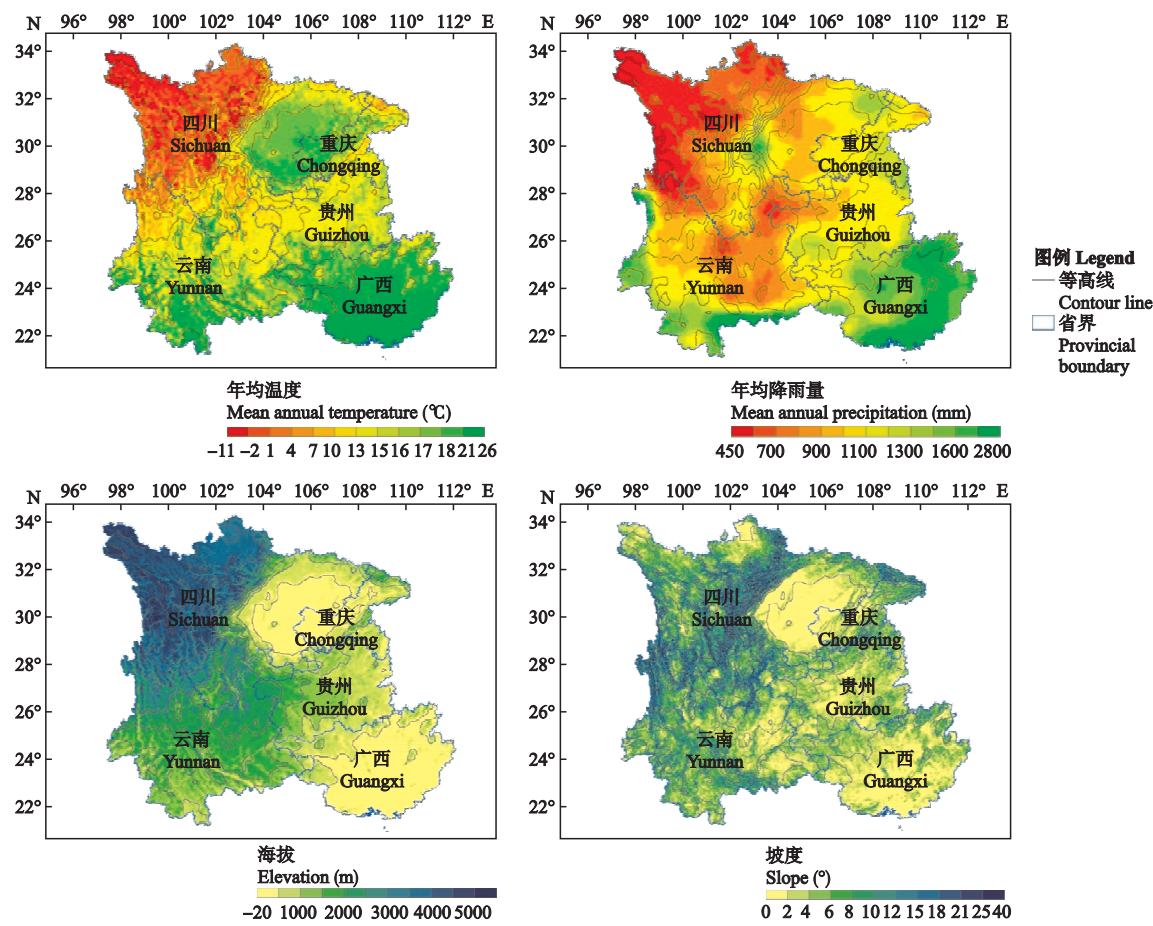 N 96° 98° 100° 102° 104° 106° 108° 110° 112° E
34°
32°
30°
28°
26°
24°
22°
四川
Sichuan
重庆
Chongqing
贵州
Guizhou
云南
Yunnan
广西
Guangxi
年均温度
Mean annual temperature (℃)
−11 −2 1 4 7 10 13 15 16 17 18 21 26
N 96° 98° 100° 102° 104° 106° 108° 110° 112° E
34°
32°
30°
28°
26°
24°
22°
四川
Sichuan
重庆
Chongqing
贵州
Guizhou
云南
Yunnan
广西
Guangxi
年均降雨量
Mean annual precipitation (mm)
450 700 900 1100 1300 1600 2800
图例 Legend
等高线
Contour line
省界
Provincial
boundary
N 96° 98° 100° 102° 104° 106° 108° 110° 112° E
34°
32°
30°
28°
26°
24°
22°
四川
Sichuan
重庆
Chongqing
贵州
Guizhou
云南
Yunnan
广西
Guangxi
海拔
Elevation (m)
−20 1000 2000 3000 4000 5000
N 96° 98° 100° 102° 104° 106° 108° 110° 112° E
34°
32°
30°
28°
26°
24°
22°
四川
Sichuan
重庆
Chongqing
贵州
Guizhou
云南
Yunnan
广西
Guangxi
坡度
Slope (°)
0 2 4 6 8 10 12 15 18 21 25 40